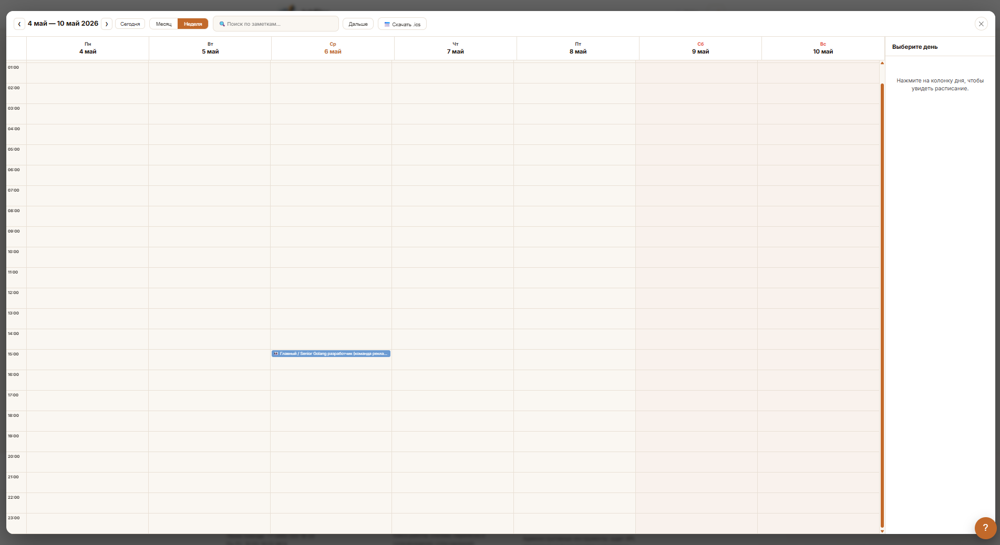 4 май — 10 май 2026
Сегодня
Месяц
Неделя
Поиск по заметкам...
Дальше
Скачать .ics
Пн
4 май
Вт
5 май
Ср
6 май
Чт
7 май
Пт
8 май
Сб
9 май
Вс
10 май
Выберите день
Нажмите на колонку дня, чтобы
увидеть расписание.
01:00
02:00
03:00
04:00
05:00
06:00
07:00
08:00
09:00
10:00
11:00
12:00
13:00
14:00
15:00
Главный / Senior Golang разработчик (команда рекла...
16:00
17:00
18:00
19:00
20:00
21:00
22:00
23:00
?